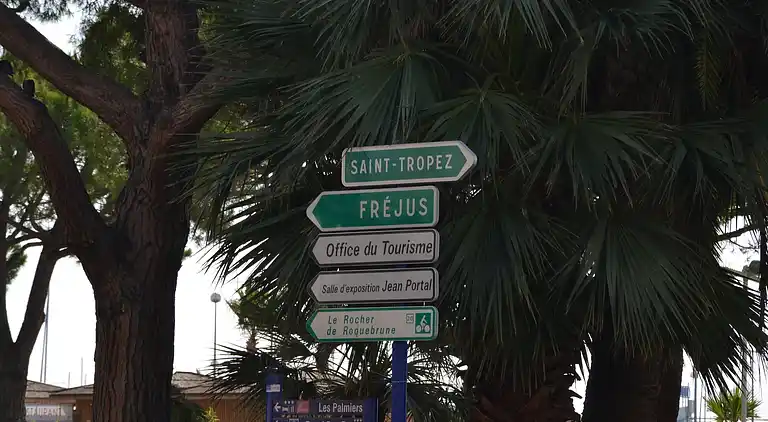 SAINT-TROPEZ
FRÉJUS
Office du Tourisme
Salle d'exposition Jean Portal
Le Rocher
de Roquebrune
Les Palmiers